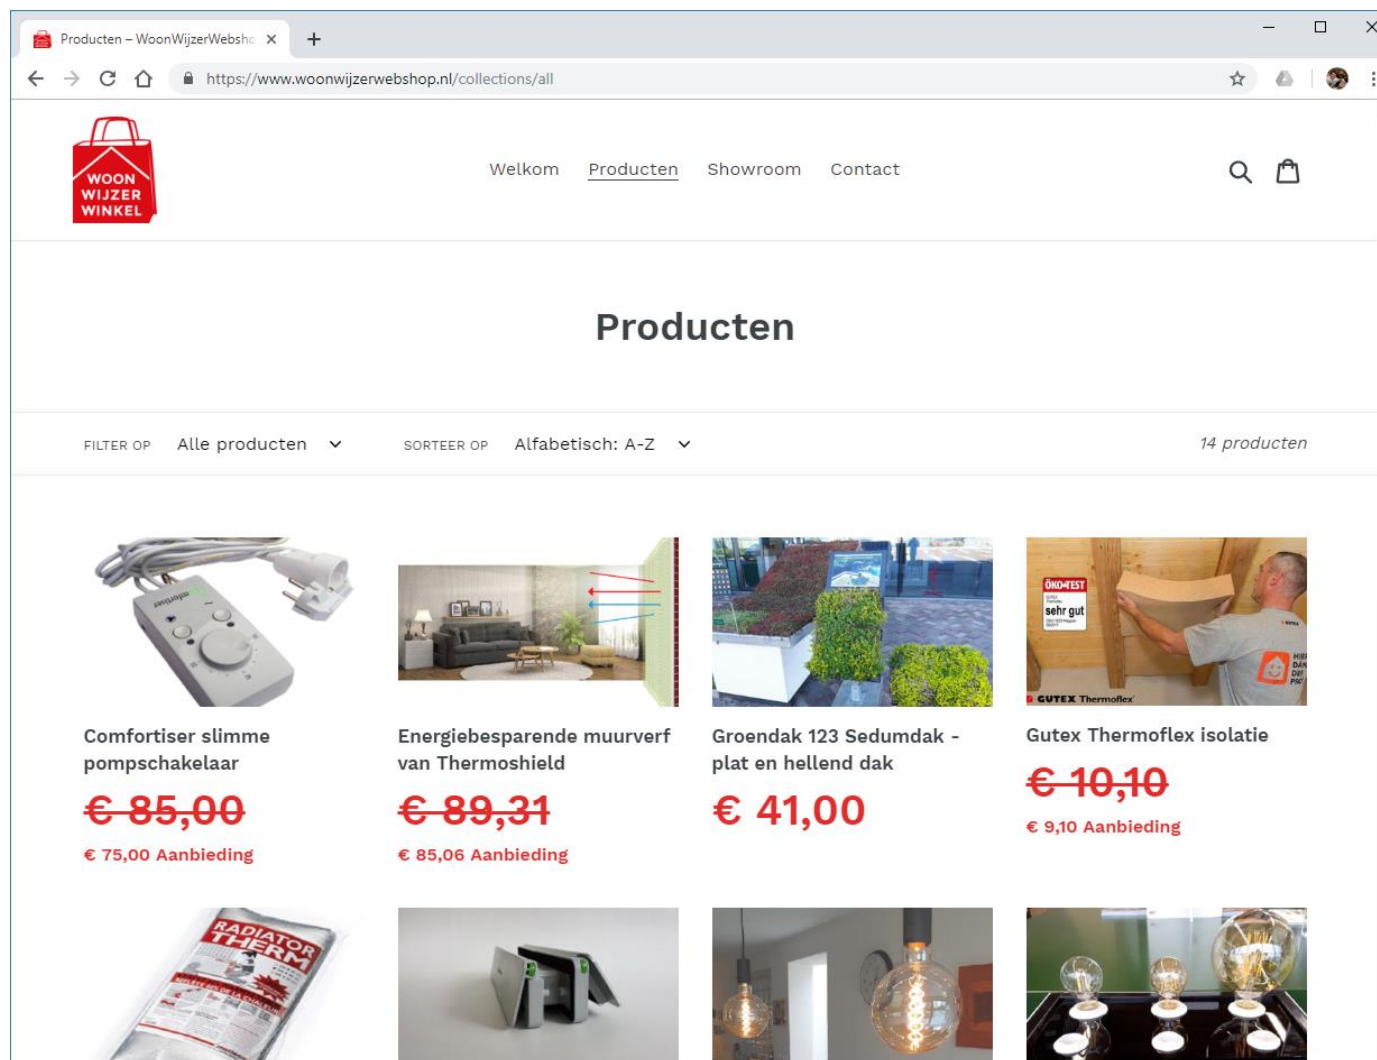 Producten – WoonWijzerWebsho
https://www.woonwijzerwebshop.nl/collections/all
WOON
WIJZER
WINKEL
Welkom Producten Showroom Contact
Producten
FILTER OP Alle producten SORTEER OP Alfabetisch: A-Z 14 producten
ÖKO-TEST
sehr gut
GUTEX Thermoflex
Comfortiser slimme
pompschakelaar
€ 85,00
€ 75,00 Aanbieding
Energiebesparende muurverf
van Thermoshield
€ 89,31
€ 85,06 Aanbieding
Groendak 123 Sedumdak -
plat en hellend dak
€ 41,00
Gutex Thermoflex isolatie
€ 10,10
€ 9,10 Aanbieding
RADIATOR
THERM